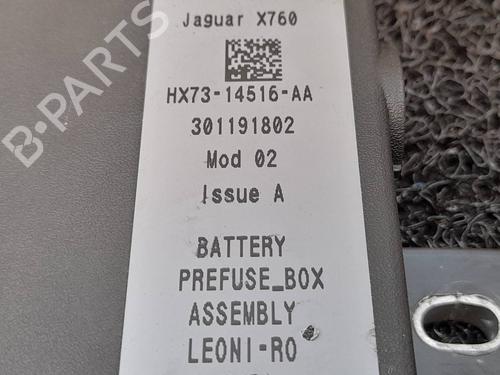 Jaguar X760
HX73-14516-AA
301191802
Mod 02
Issue A
BATTERY
PREFUSE_BOX
ASSEMBLY
LEONI-RO
B-PARTS